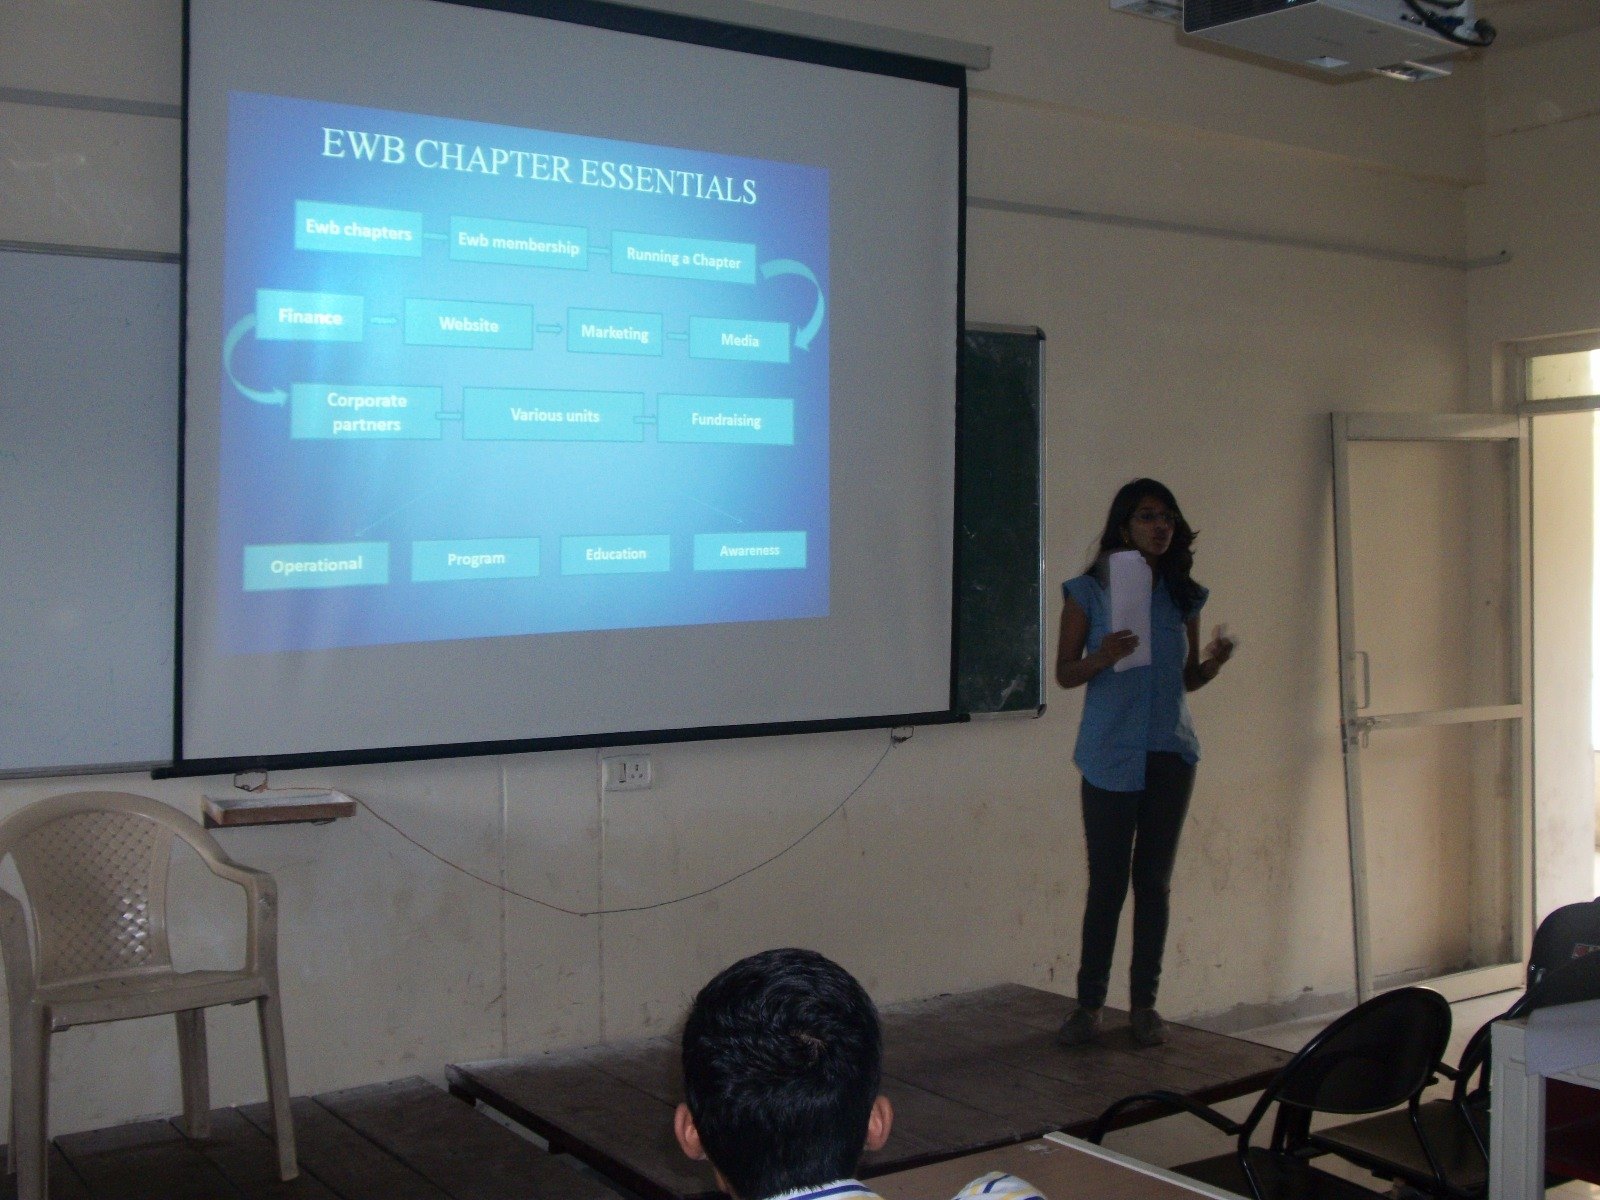 EWB CHAPTER ESSENTIALS
Ewb chapters
Ewb membership
Running a Chapter
Finance
Website
Marketing
Media
Corporate
partners
Various units
Fundraising
Operational
Program
Education
Awareness